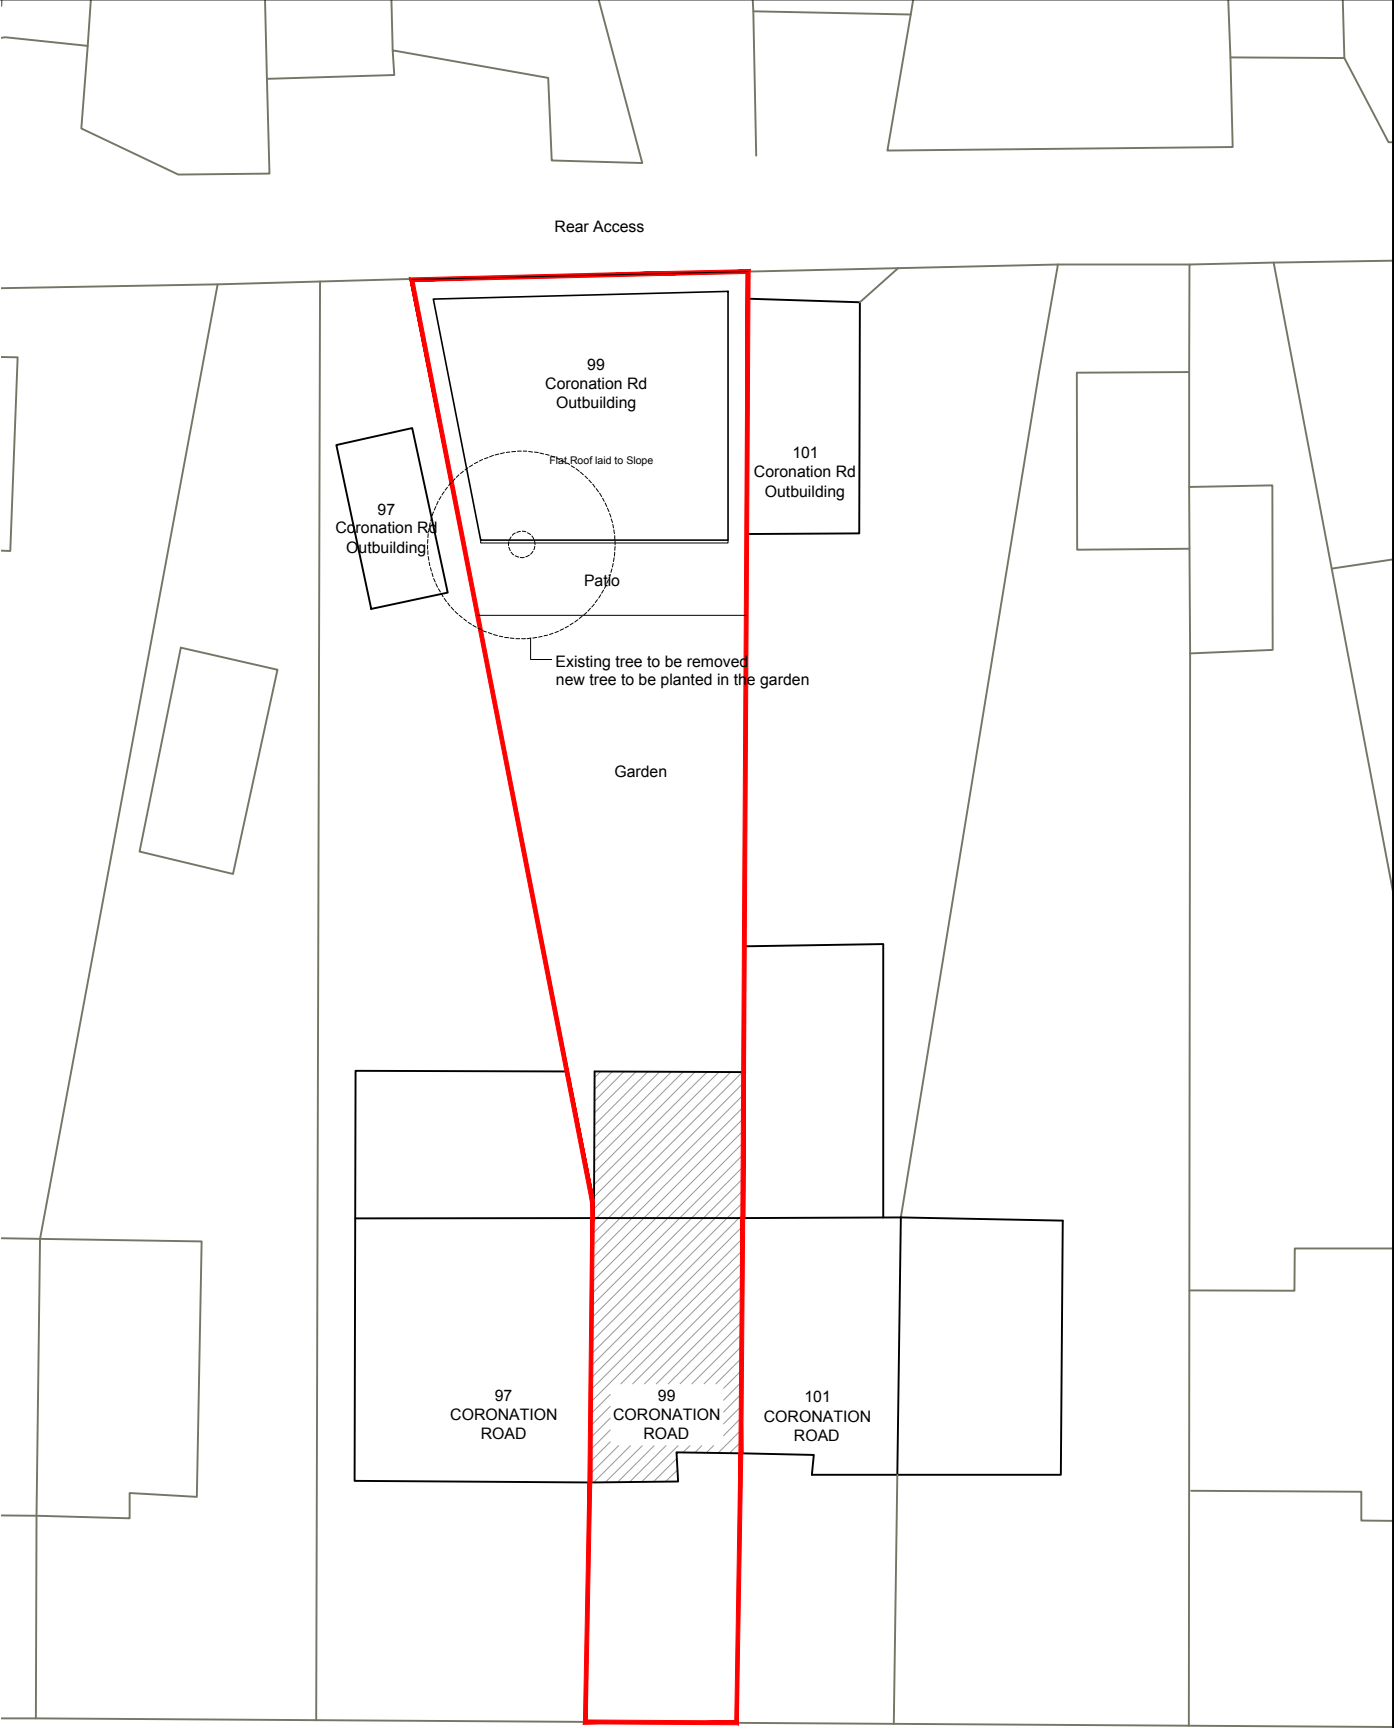 Rear Access
99
Coronation Rd
Outbuilding
Flat Roof laid to Slope
101
Coronation Rd
Outbuilding
97
Coronation Rd
Outbuilding
Patio
Existing tree to be removed
new tree to be planted in the garden
Garden
97
CORONATION
ROAD
99
CORONATION
ROAD
101
CORONATION
ROAD